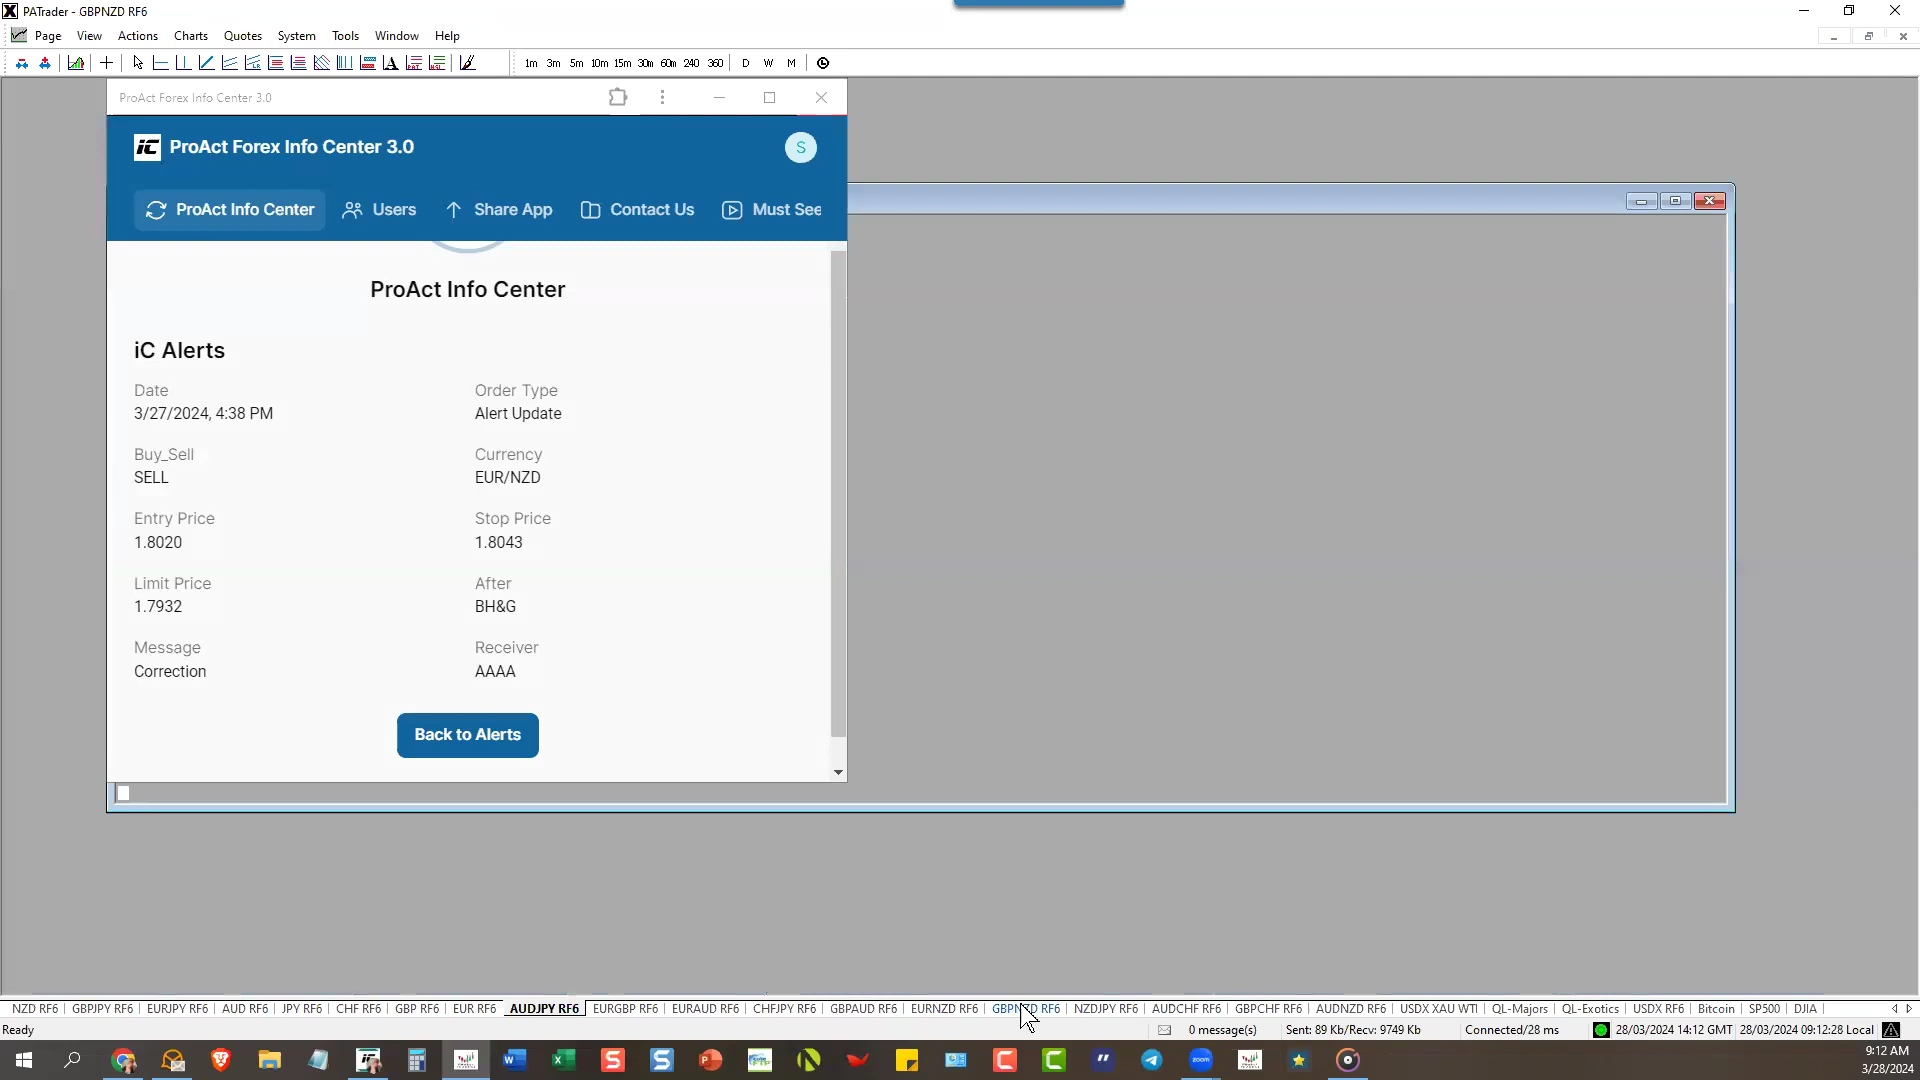 PATrader - GBPNZD RF6
Page View Actions Charts Quotes System Tools Window Help
1m 3m 5m 10m 15m 30m 60m 240 360 D W M
ProAct Forex Info Center 3.0
iC ProAct Forex Info Center 3.0 S
ProAct Info Center Users Share App Contact Us Must See
ProAct Info Center
iC Alerts
Date Order Type
3/27/2024, 4:38 PM Alert Update
Buy_Sell Currency
SELL EUR/NZD
Entry Price Stop Price
1.8020 1.8043
Limit Price After
1.7932 BH&G
Message Receiver
Correction AAAA
Back to Alerts
NZD RF6 GBPJPY RF6 EURJPY RF6 AUD RF6 JPY RF6 CHF RF6 GBP RF6 EUR RF6 AUDJPY RF6 EURGBP RF6 EURAUD RF6 CHFJPY RF6 GBPAUD RF6 EURNZD RF6 GBPNZD RF6 NZDJPY RF6 AUDCHF RF6 GBPCHF RF6 AUDNZD RF6 USDX XAU WTI QL-Majors QL-Exotics USDX RF6 Bitcoin SP500 DJIA
Ready 0 message(s) Sent: 89 Kb/Recv: 9749 Kb Connected/28 ms 28/03/2024 14:12 GMT 28/03/2024 09:12:28 Local
9:12 AM
3/28/2024